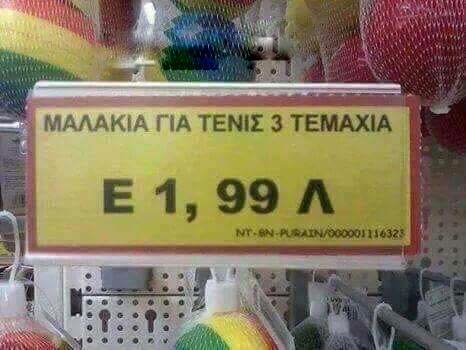 ΜΑΛΑΚΙΑ ΓΙΑ ΤΕΝΙΣ 3 ΤΕΜΑΧΙΑ
Ε 1, 99 Λ
NT-BN-PURAIN/000001116323